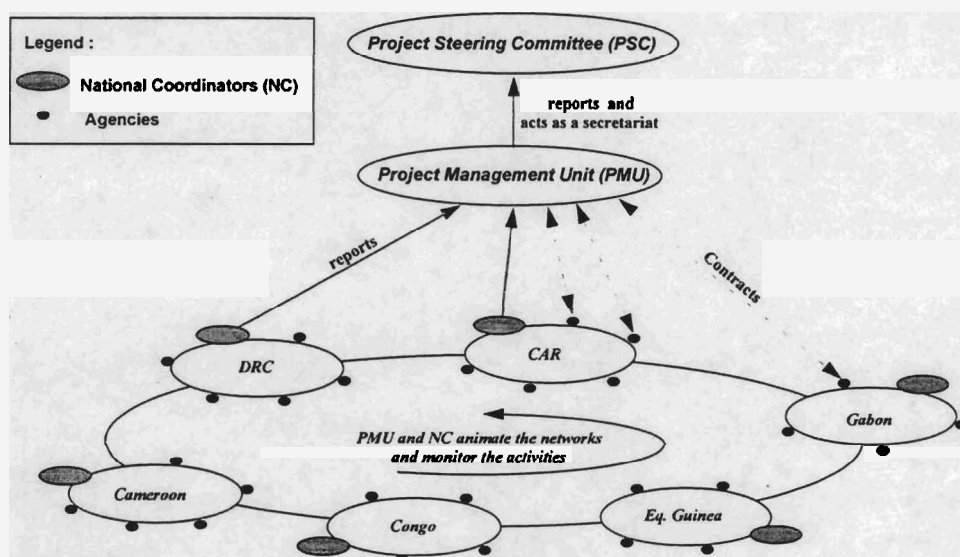 Legend :
National Coordinators (NC)
Agencies
Project Steering Committee (PSC)
reports and
acts as a secretariat
Project Management Unit (PMU)
reports
Contracts
DRC
CAR
Gabon
PMU and NC animate the networks
and monitor the activities
Cameroon
Congo
Eq. Guinea